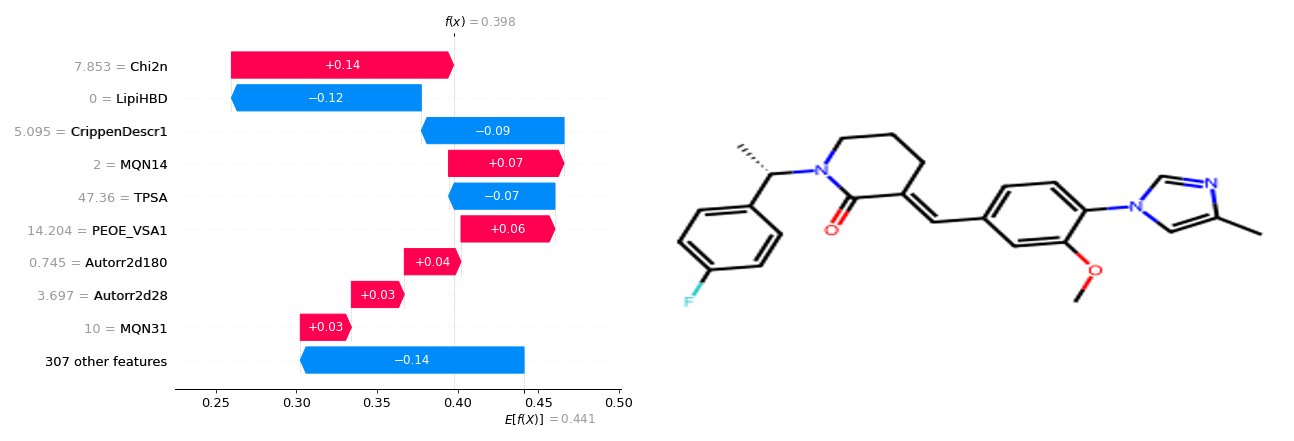 f(x) = 0.398
7.853 = Chi2n
+0.14
0 = LipiHBD
−0.12
5.095 = CrippenDescr1
−0.09
2 = MQN14
+0.07
47.36 = TPSA
−0.07
14.204 = PEOE_VSA1
+0.06
0.745 = Autorr2d180
+0.04
3.697 = Autorr2d28
+0.03
10 = MQN31
+0.03
307 other features
−0.14
0.25 0.30 0.35 0.40 0.45 0.50
E[f(X)] = 0.441
N
O
N
N
O
F